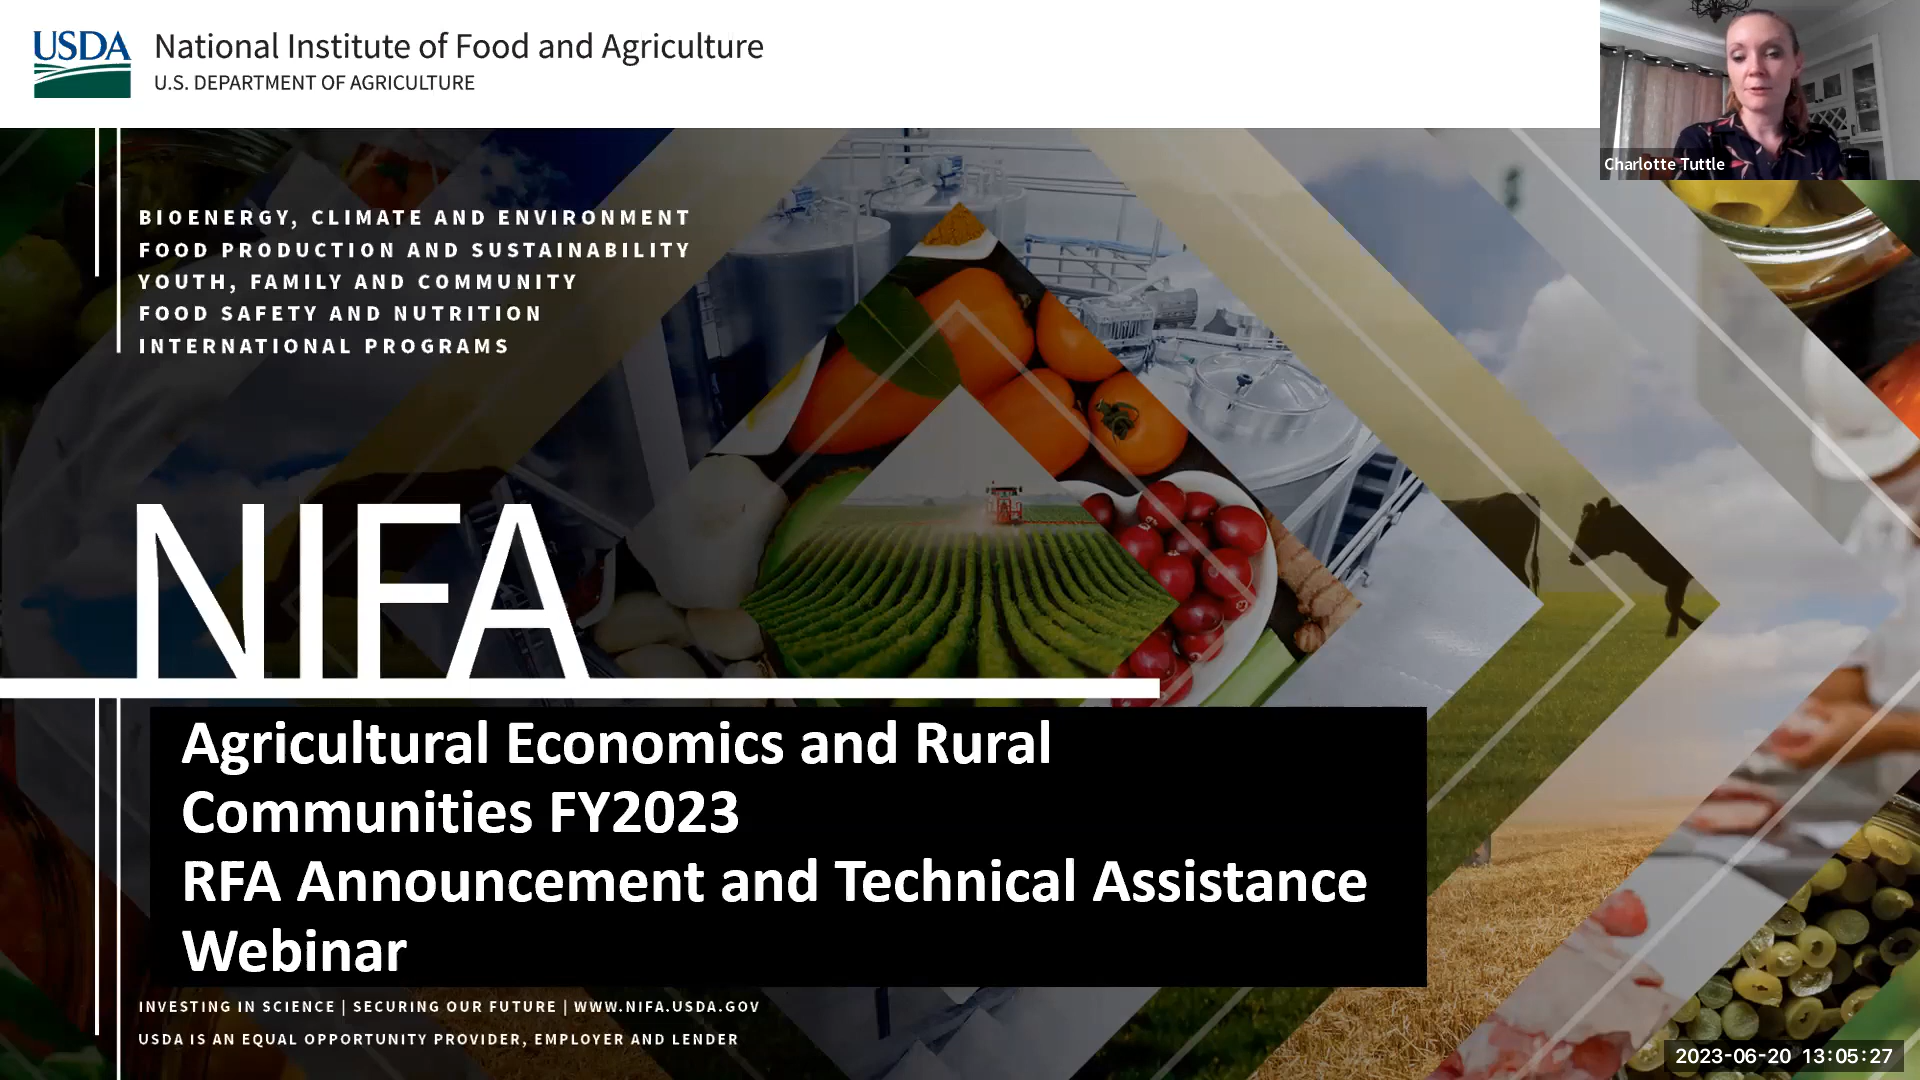 USDA
National Institute of Food and Agriculture
U.S. DEPARTMENT OF AGRICULTURE
Charlotte Tuttle
BIOENERGY, CLIMATE AND ENVIRONMENT
FOOD PRODUCTION AND SUSTAINABILITY
YOUTH, FAMILY AND COMMUNITY
FOOD SAFETY AND NUTRITION
INTERNATIONAL PROGRAMS
NIFA
Agricultural Economics and Rural
Communities FY2023
RFA Announcement and Technical Assistance
Webinar
INVESTING IN SCIENCE | SECURING OUR FUTURE | WWW.NIFA.USDA.GOV
USDA IS AN EQUAL OPPORTUNITY PROVIDER, EMPLOYER AND LENDER
2023-06-20 13:05:27